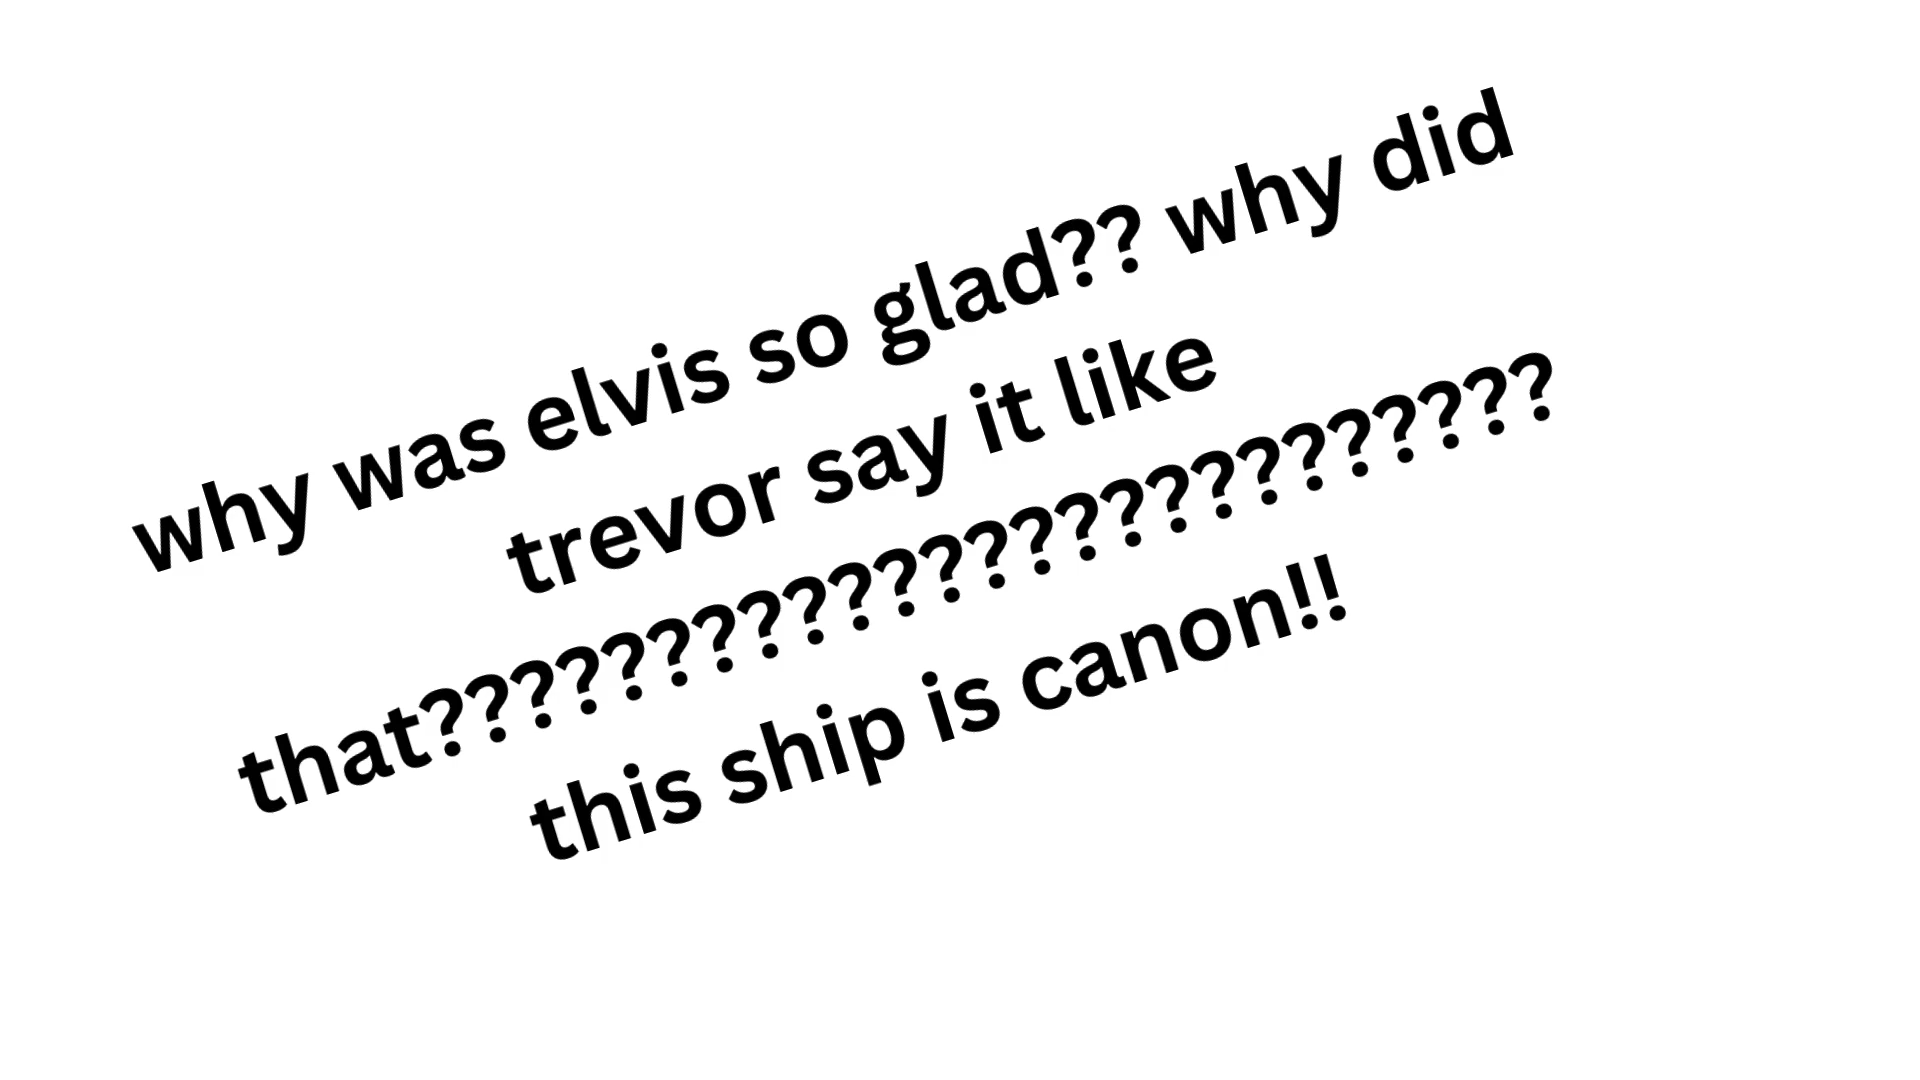 why was elvis so glad?? why did
trevor say it like
that?????????????????????????
this ship is canon!!